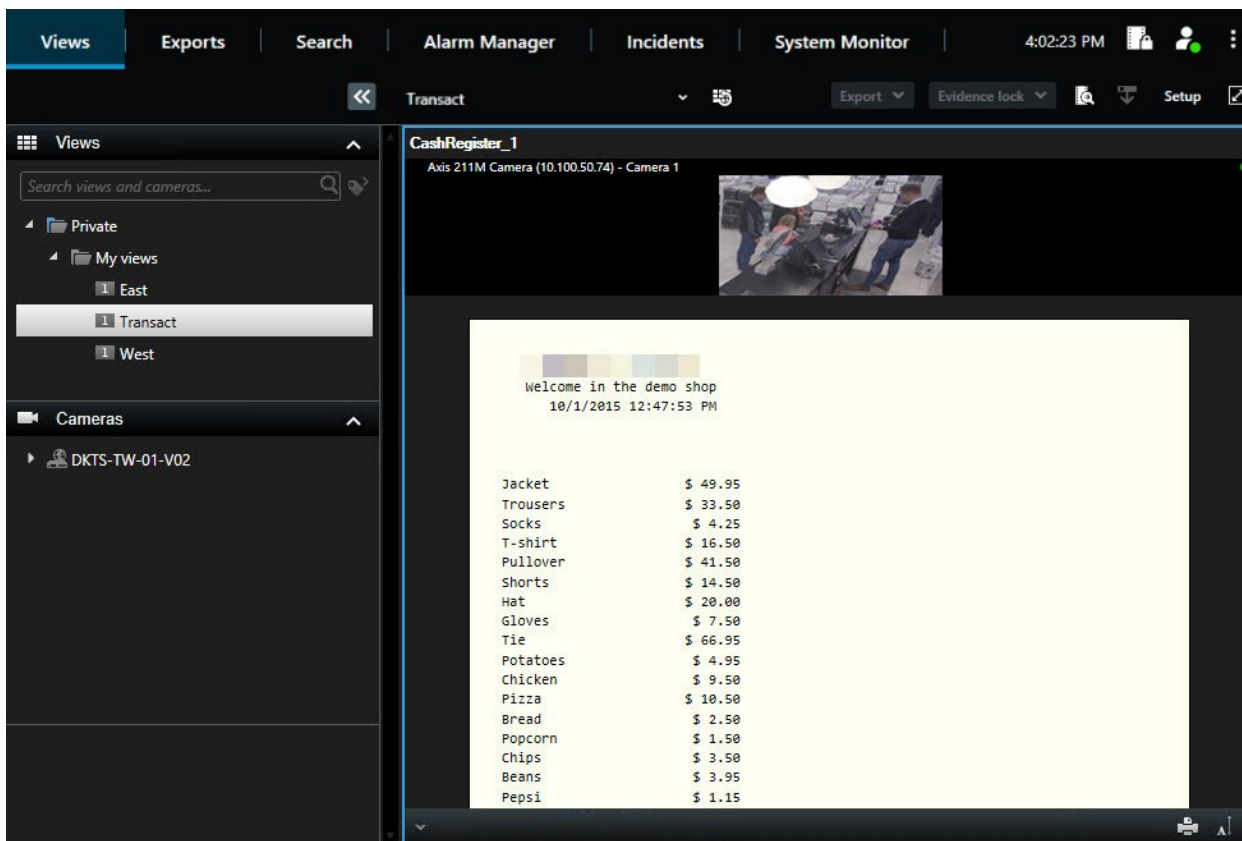 Views Exports Search Alarm Manager Incidents System Monitor 4:02:23 PM
Transact Export Evidence lock Setup
Views
Search views and cameras...
Private
My views
1 East
1 Transact
1 West
Cameras
DKTS-TW-01-V02
CashRegister_1
Axis 211M Camera (10.100.50.74) - Camera 1
Welcome in the demo shop
10/1/2015 12:47:53 PM
Jacket $ 49.95
Trousers $ 33.50
Socks $ 4.25
T-shirt $ 16.50
Pullover $ 41.50
Shorts $ 14.50
Hat $ 20.00
Gloves $ 7.50
Tie $ 66.95
Potatoes $ 4.95
Chicken $ 9.50
Pizza $ 10.50
Bread $ 2.50
Popcorn $ 1.50
Chips $ 3.50
Beans $ 3.95
Pepsi $ 1.15
A